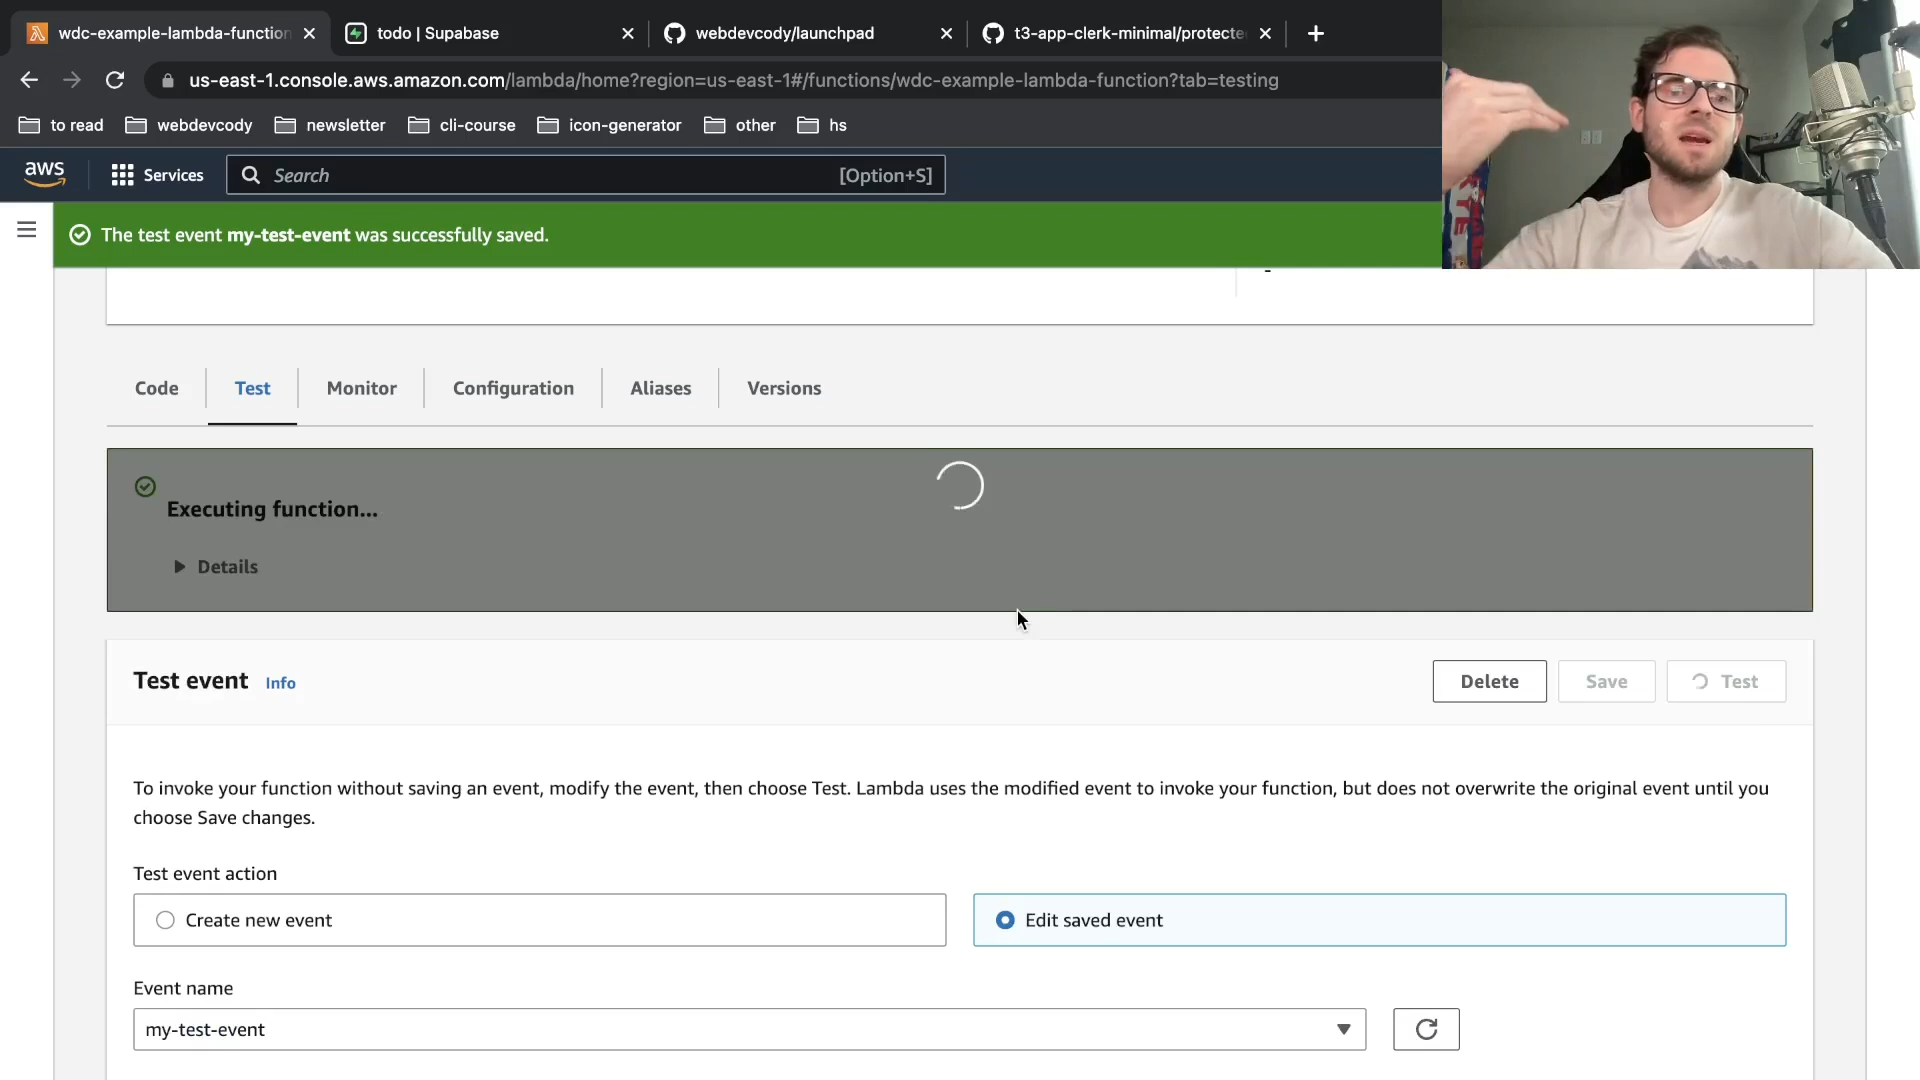 wdc-example-lambda-function
todo | Supabase
webdevcody/launchpad
t3-app-clerk-minimal/protecte
us-east-1.console.aws.amazon.com/lambda/home?region=us-east-1#/functions/wdc-example-lambda-function?tab=testing
to read
webdevcody
newsletter
cli-course
icon-generator
other
hs
aws
Services
Search
[Option+S]
The test event my-test-event was successfully saved.
Code
Test
Monitor
Configuration
Aliases
Versions
Executing function...
Details
Test event
Info
Delete
Save
Test
To invoke your function without saving an event, modify the event, then choose Test. Lambda uses the modified event to invoke your function, but does not overwrite the original event until you
choose Save changes.
Test event action
Create new event
Edit saved event
Event name
my-test-event